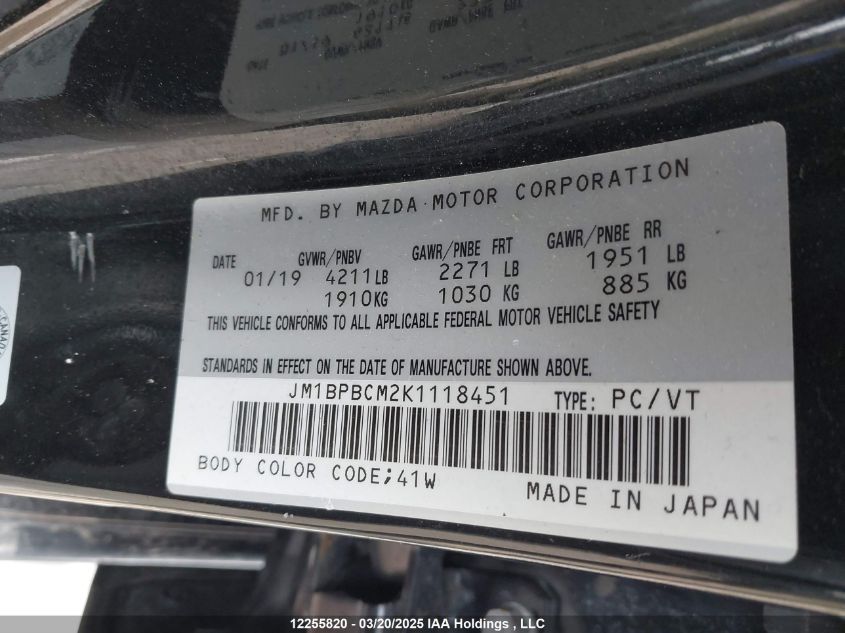 MFD. BY MAZDA MOTOR CORPORATION
DATE GVWR/PNBV GAWR/PNBE FRT GAWR/PNBE RR
01/19 4211LB 2271 LB 1951 LB
1910KG 1030 KG 885 KG
THIS VEHICLE CONFORMS TO ALL APPLICABLE FEDERAL MOTOR VEHICLE SAFETY
STANDARDS IN EFFECT ON THE DATE OF MANUFACTURE SHOWN ABOVE.
JM1BPBCM2K1118451 TYPE: PC/VT
BODY COLOR CODE;41W
MADE IN JAPAN
CANAD
12255820 - 03/20/2025 IAA Holdings , LLC